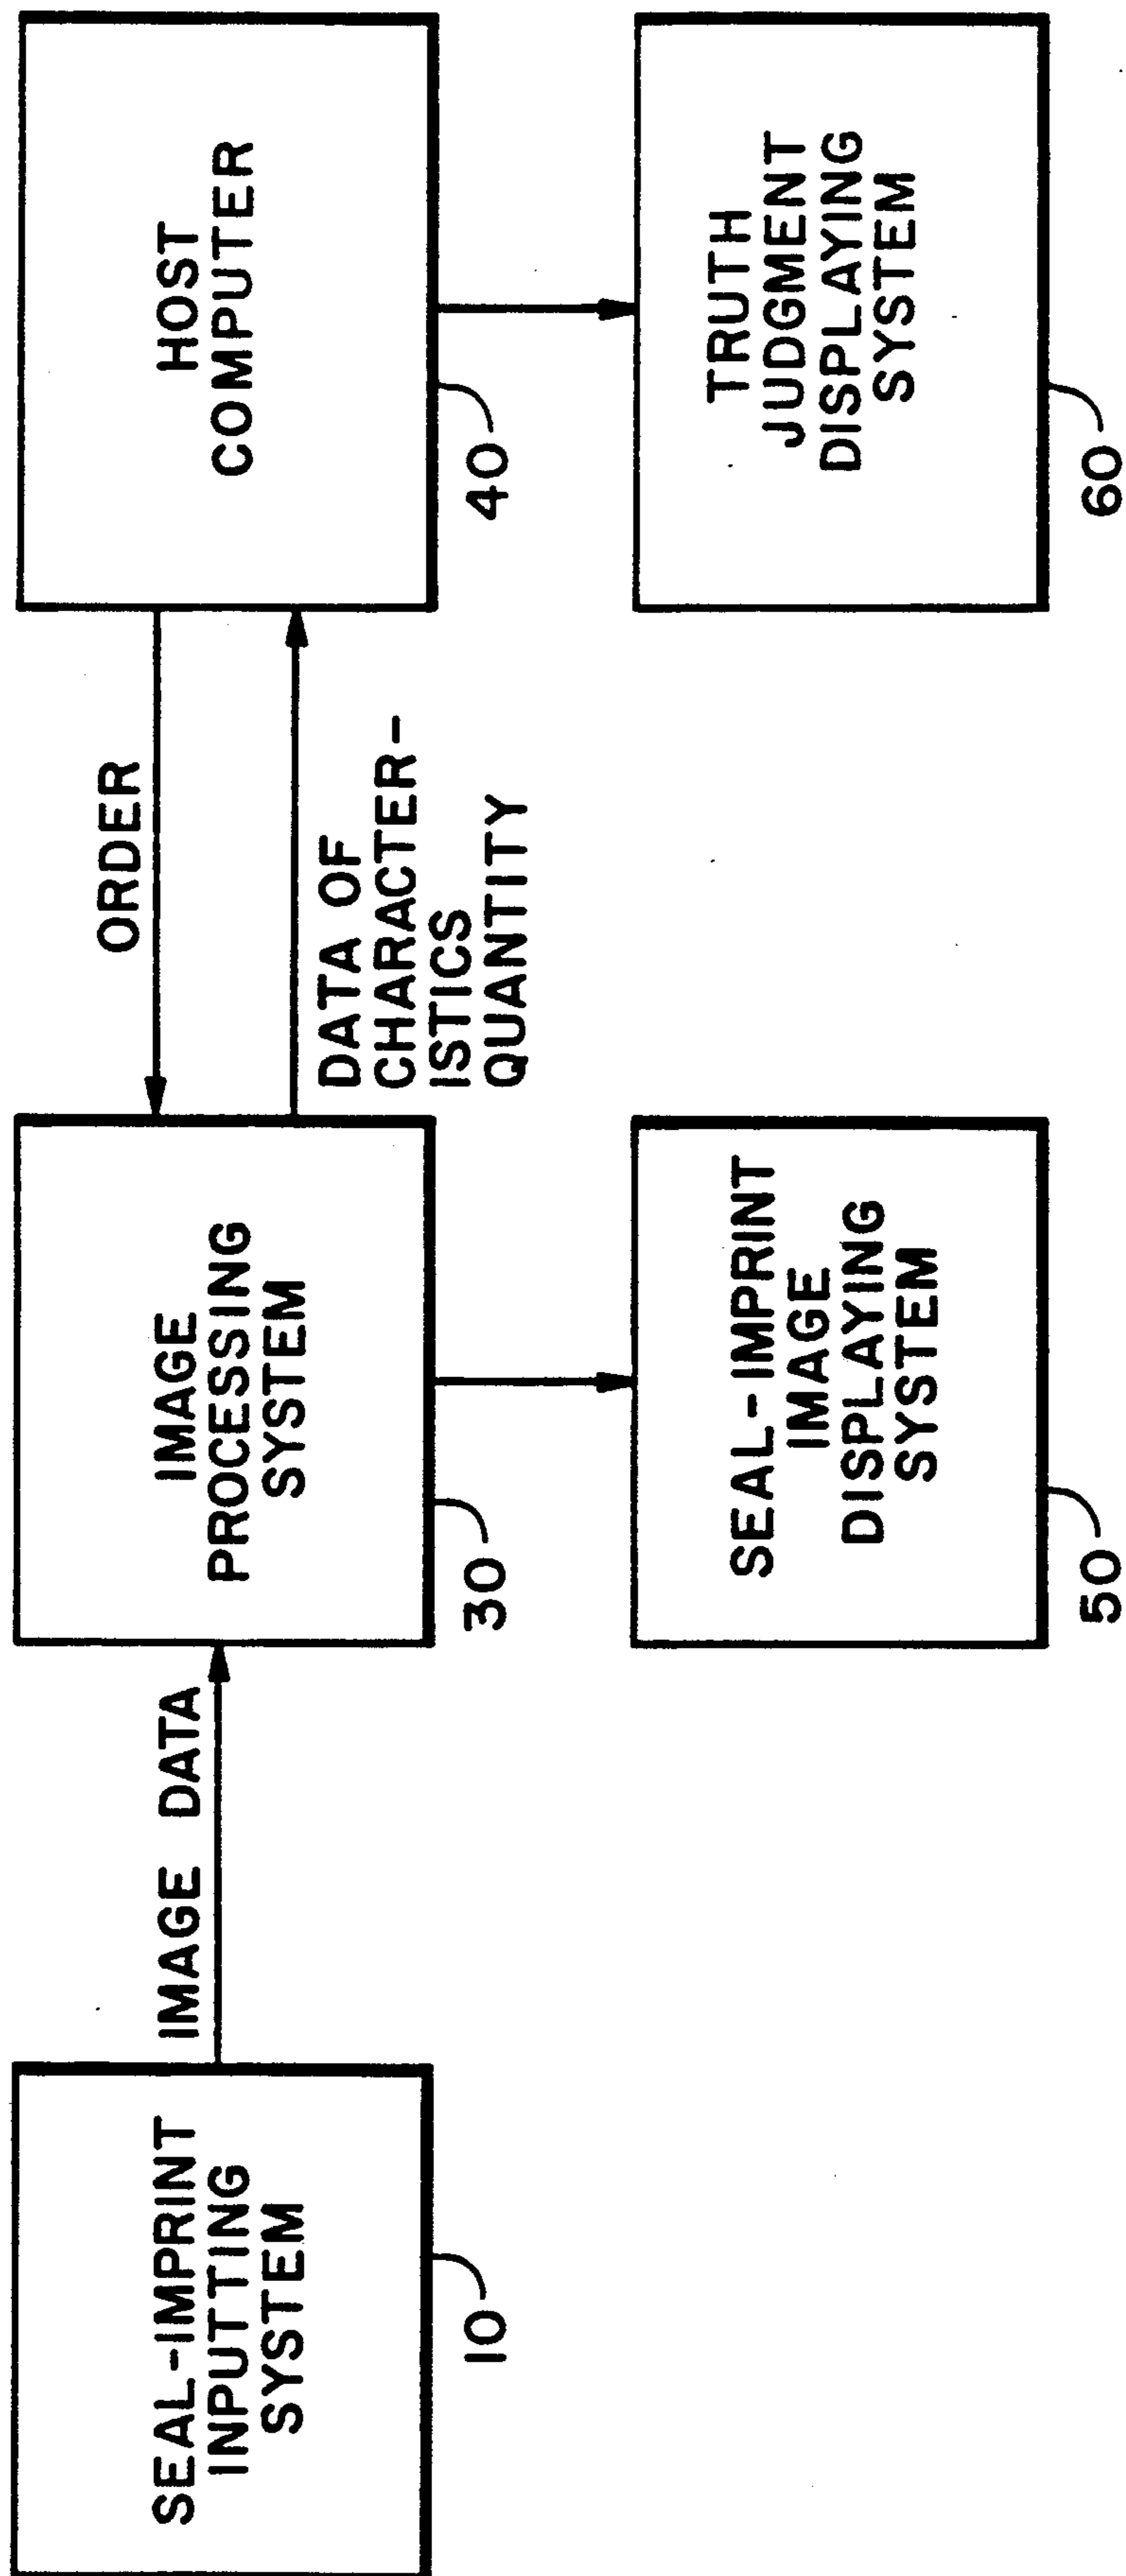 SEAL-IMPRINT
INPUTTING
SYSTEM
10
IMAGE DATA
IMAGE
PROCESSING
SYSTEM
30
ORDER
DATA OF
CHARACTER-
ISTICS
QUANTITY
HOST
COMPUTER
40
SEAL-IMPRINT
IMAGE
DISPLAYING
SYSTEM
50
TRUTH
JUDGMENT
DISPLAYING
SYSTEM
60